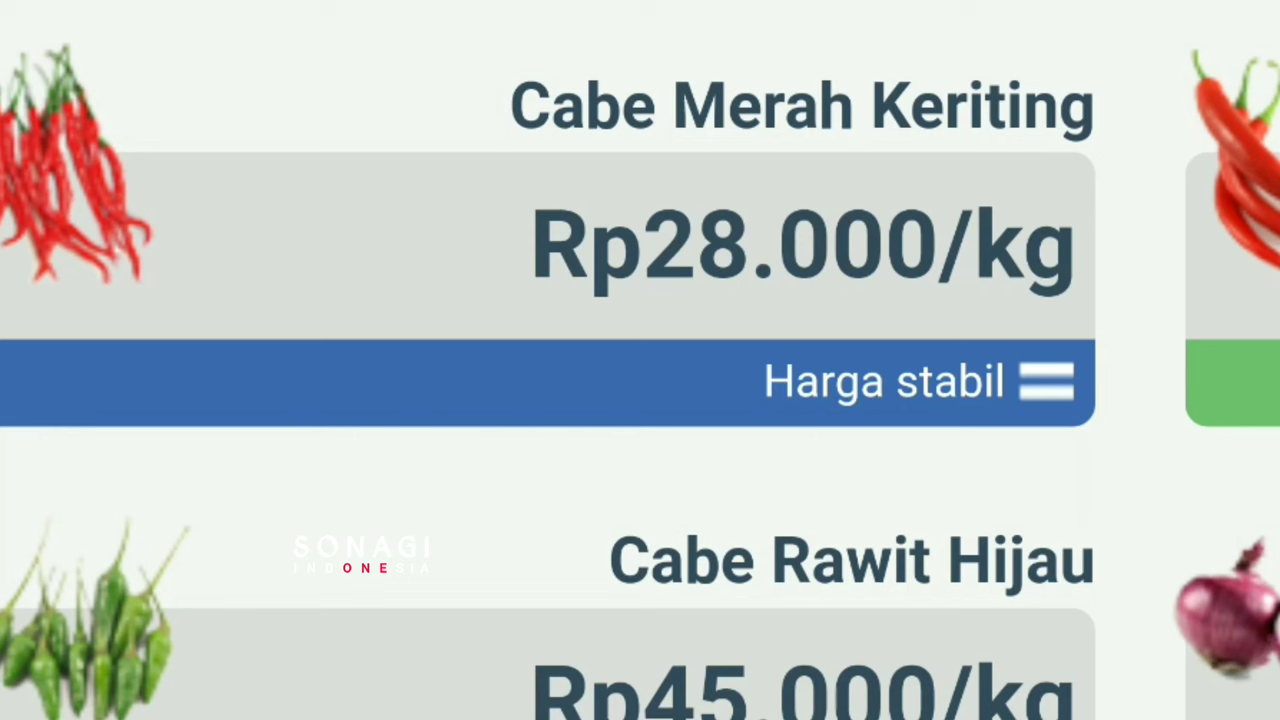 Cabe Merah Keriting
Rp28.000/kg
Harga stabil
SONAGI
INDONESIA
Cabe Rawit Hijau
Rp45.000/kg